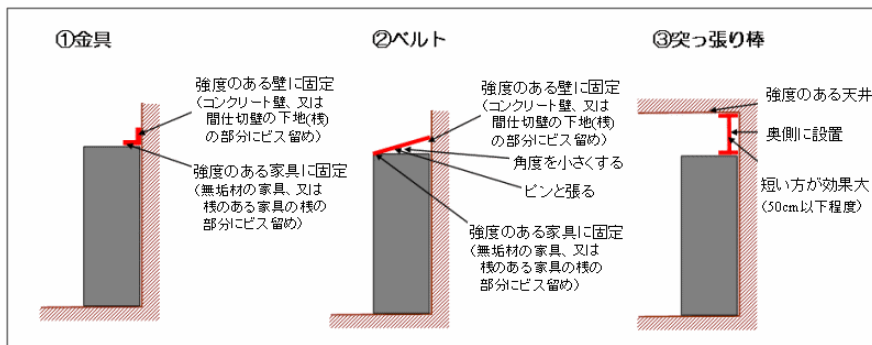 ①金具
強度のある壁に固定
(コンクリート壁、又は
間仕切壁の下地(桟)
の部分にビス留め)
強度のある家具に固定
(無垢材の家具、又は
桟のある家具の桟の
部分にビス留め)
②ベルト
強度のある壁に固定
(コンクリート壁、又は
間仕切壁の下地(桟)
の部分にビス留め)
角度を小さくする
ピンと張る
強度のある家具に固定
(無垢材の家具、又は
桟のある家具の桟の
部分にビス留め)
③突っ張り棒
強度のある天井
奥側に設置
短い方が効果大
(50cm以下程度)